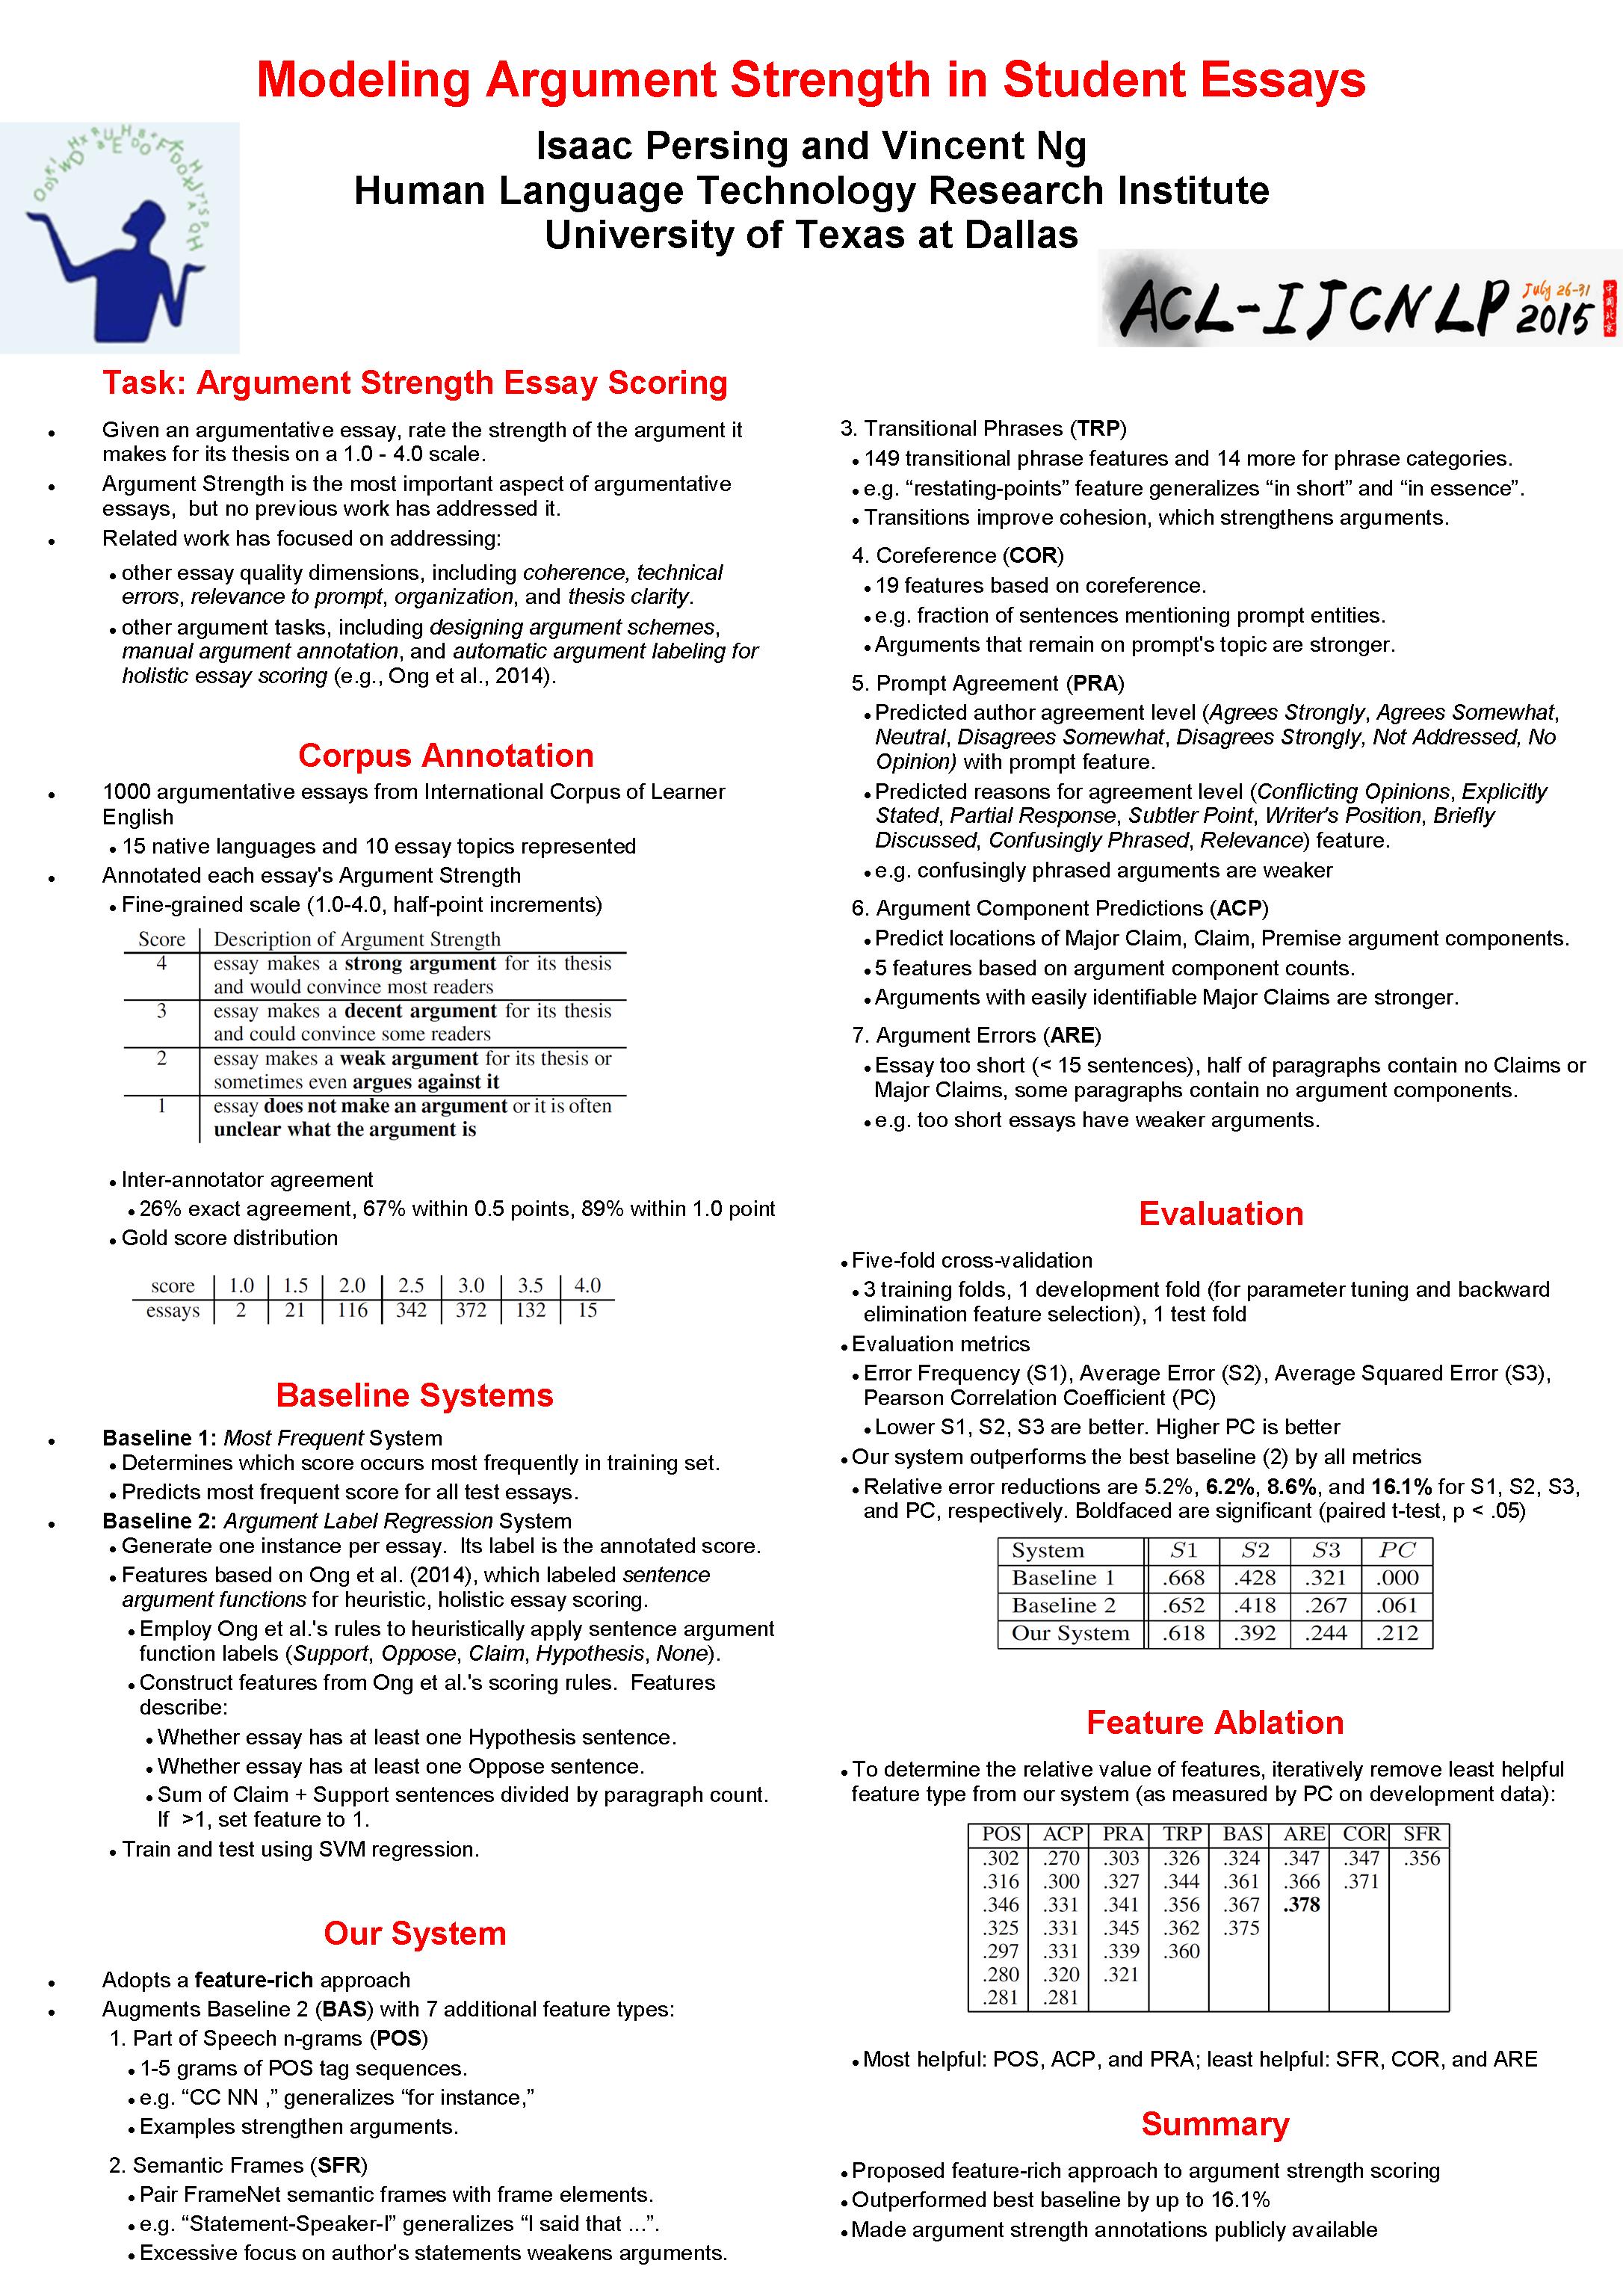 Modeling Argument Strength in Student Essays
Isaac Persing and Vincent Ng
Human Language Technology Research Institute
University of Texas at Dallas
ACL-IJCNLP
July 26-31
2015
中国北京
Task: Argument Strength Essay Scoring
● Given an argumentative essay, rate the strength of the argument it
makes for its thesis on a 1.0 - 4.0 scale.
● Argument Strength is the most important aspect of argumentative
essays,  but no previous work has addressed it.
● Related work has focused on addressing:
● other essay quality dimensions, including coherence, technical
errors, relevance to prompt, organization, and thesis clarity.
● other argument tasks, including designing argument schemes,
manual argument annotation, and automatic argument labeling for
holistic essay scoring (e.g., Ong et al., 2014).
Corpus Annotation
● 1000 argumentative essays from International Corpus of Learner
English
● 15 native languages and 10 essay topics represented
● Annotated each essay's Argument Strength
● Fine-grained scale (1.0-4.0, half-point increments)
Score Description of Argument Strength
4 essay makes a strong argument for its thesis
and would convince most readers
3 essay makes a decent argument for its thesis
and could convince some readers
2 essay makes a weak argument for its thesis or
sometimes even argues against it
1 essay does not make an argument or it is often
unclear what the argument is
● Inter-annotator agreement
● 26% exact agreement, 67% within 0.5 points, 89% within 1.0 point
● Gold score distribution
score 1.0 1.5 2.0 2.5 3.0 3.5 4.0
essays 2 21 116 342 372 132 15
Baseline Systems
● Baseline 1: Most Frequent System
● Determines which score occurs most frequently in training set.
● Predicts most frequent score for all test essays.
● Baseline 2: Argument Label Regression System
● Generate one instance per essay.  Its label is the annotated score.
● Features based on Ong et al. (2014), which labeled sentence
argument functions for heuristic, holistic essay scoring.
● Employ Ong et al.'s rules to heuristically apply sentence argument
function labels (Support, Oppose, Claim, Hypothesis, None).
● Construct features from Ong et al.'s scoring rules.  Features
describe:
● Whether essay has at least one Hypothesis sentence.
● Whether essay has at least one Oppose sentence.
● Sum of Claim + Support sentences divided by paragraph count.
If  >1, set feature to 1.
● Train and test using SVM regression.
Our System
● Adopts a feature-rich approach
● Augments Baseline 2 (BAS) with 7 additional feature types:
1. Part of Speech n-grams (POS)
● 1-5 grams of POS tag sequences.
● e.g. “CC NN ,” generalizes “for instance,”
● Examples strengthen arguments.
2. Semantic Frames (SFR)
● Pair FrameNet semantic frames with frame elements.
● e.g. “Statement-Speaker-I” generalizes “I said that ...”.
● Excessive focus on author's statements weakens arguments.
3. Transitional Phrases (TRP)
● 149 transitional phrase features and 14 more for phrase categories.
● e.g. “restating-points” feature generalizes “in short” and “in essence”.
● Transitions improve cohesion, which strengthens arguments.
4. Coreference (COR)
● 19 features based on coreference.
● e.g. fraction of sentences mentioning prompt entities.
● Arguments that remain on prompt's topic are stronger.
5. Prompt Agreement (PRA)
● Predicted author agreement level (Agrees Strongly, Agrees Somewhat,
Neutral, Disagrees Somewhat, Disagrees Strongly, Not Addressed, No
Opinion) with prompt feature.
● Predicted reasons for agreement level (Conflicting Opinions, Explicitly
Stated, Partial Response, Subtler Point, Writer's Position, Briefly
Discussed, Confusingly Phrased, Relevance) feature.
● e.g. confusingly phrased arguments are weaker
6. Argument Component Predictions (ACP)
● Predict locations of Major Claim, Claim, Premise argument components.
● 5 features based on argument component counts.
● Arguments with easily identifiable Major Claims are stronger.
7. Argument Errors (ARE)
● Essay too short (< 15 sentences), half of paragraphs contain no Claims or
Major Claims, some paragraphs contain no argument components.
● e.g. too short essays have weaker arguments.
Evaluation
● Five-fold cross-validation
● 3 training folds, 1 development fold (for parameter tuning and backward
elimination feature selection), 1 test fold
● Evaluation metrics
● Error Frequency (S1), Average Error (S2), Average Squared Error (S3),
Pearson Correlation Coefficient (PC)
● Lower S1, S2, S3 are better. Higher PC is better
● Our system outperforms the best baseline (2) by all metrics
● Relative error reductions are 5.2%, 6.2%, 8.6%, and 16.1% for S1, S2, S3,
and PC, respectively. Boldfaced are significant (paired t-test, p < .05)
System S1 S2 S3 PC
Baseline 1 .668 .428 .321 .000
Baseline 2 .652 .418 .267 .061
Our System .618 .392 .244 .212
Feature Ablation
● To determine the relative value of features, iteratively remove least helpful
feature type from our system (as measured by PC on development data):
POS ACP PRA TRP BAS ARE COR SFR
.302 .270 .303 .326 .324 .347 .347 .356
.316 .300 .327 .344 .361 .366 .371
.346 .331 .341 .356 .367 .378
.325 .331 .345 .362 .375
.297 .331 .339 .360
.280 .320 .321
.281 .281
● Most helpful: POS, ACP, and PRA; least helpful: SFR, COR, and ARE
Summary
● Proposed feature-rich approach to argument strength scoring
● Outperformed best baseline by up to 16.1%
● Made argument strength annotations publicly available